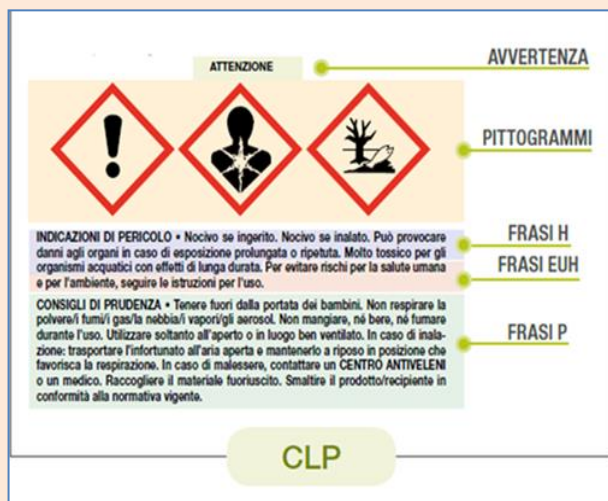 ATTENZIONE
AVVERTENZA
PITTOGRAMMI
INDICAZIONI DI PERICOLO • Nocivo se ingerito. Nocivo se inalato. Può provocare
danni agli organi in caso di esposizione prolungata o ripetuta. Molto tossico per gli
organismi acquatici con effetti di lunga durata. Per evitare rischi per la salute umana
e per l'ambiente, seguire le istruzioni per l'uso.
FRASI H
FRASI EUH
CONSIGLI DI PRUDENZA • Tenere fuori dalla portata dei bambini. Non respirare la
polvere/i fumi/i gas/la nebbia/i vapori/gli aerosol. Non mangiare, né bere, né fumare
durante l'uso. Utilizzare soltanto all'aperto o in luogo ben ventilato. In caso di inala-
zione: trasportare l'infortunato all'aria aperta e mantenerlo a riposo in posizione che
favorisca la respirazione. In caso di malessere, contattare un CENTRO ANTIVELENI
o un medico. Raccogliere il materiale fuoriuscito. Smaltire il prodotto/recipiente in
conformità alla normativa vigente.
FRASI P
CLP